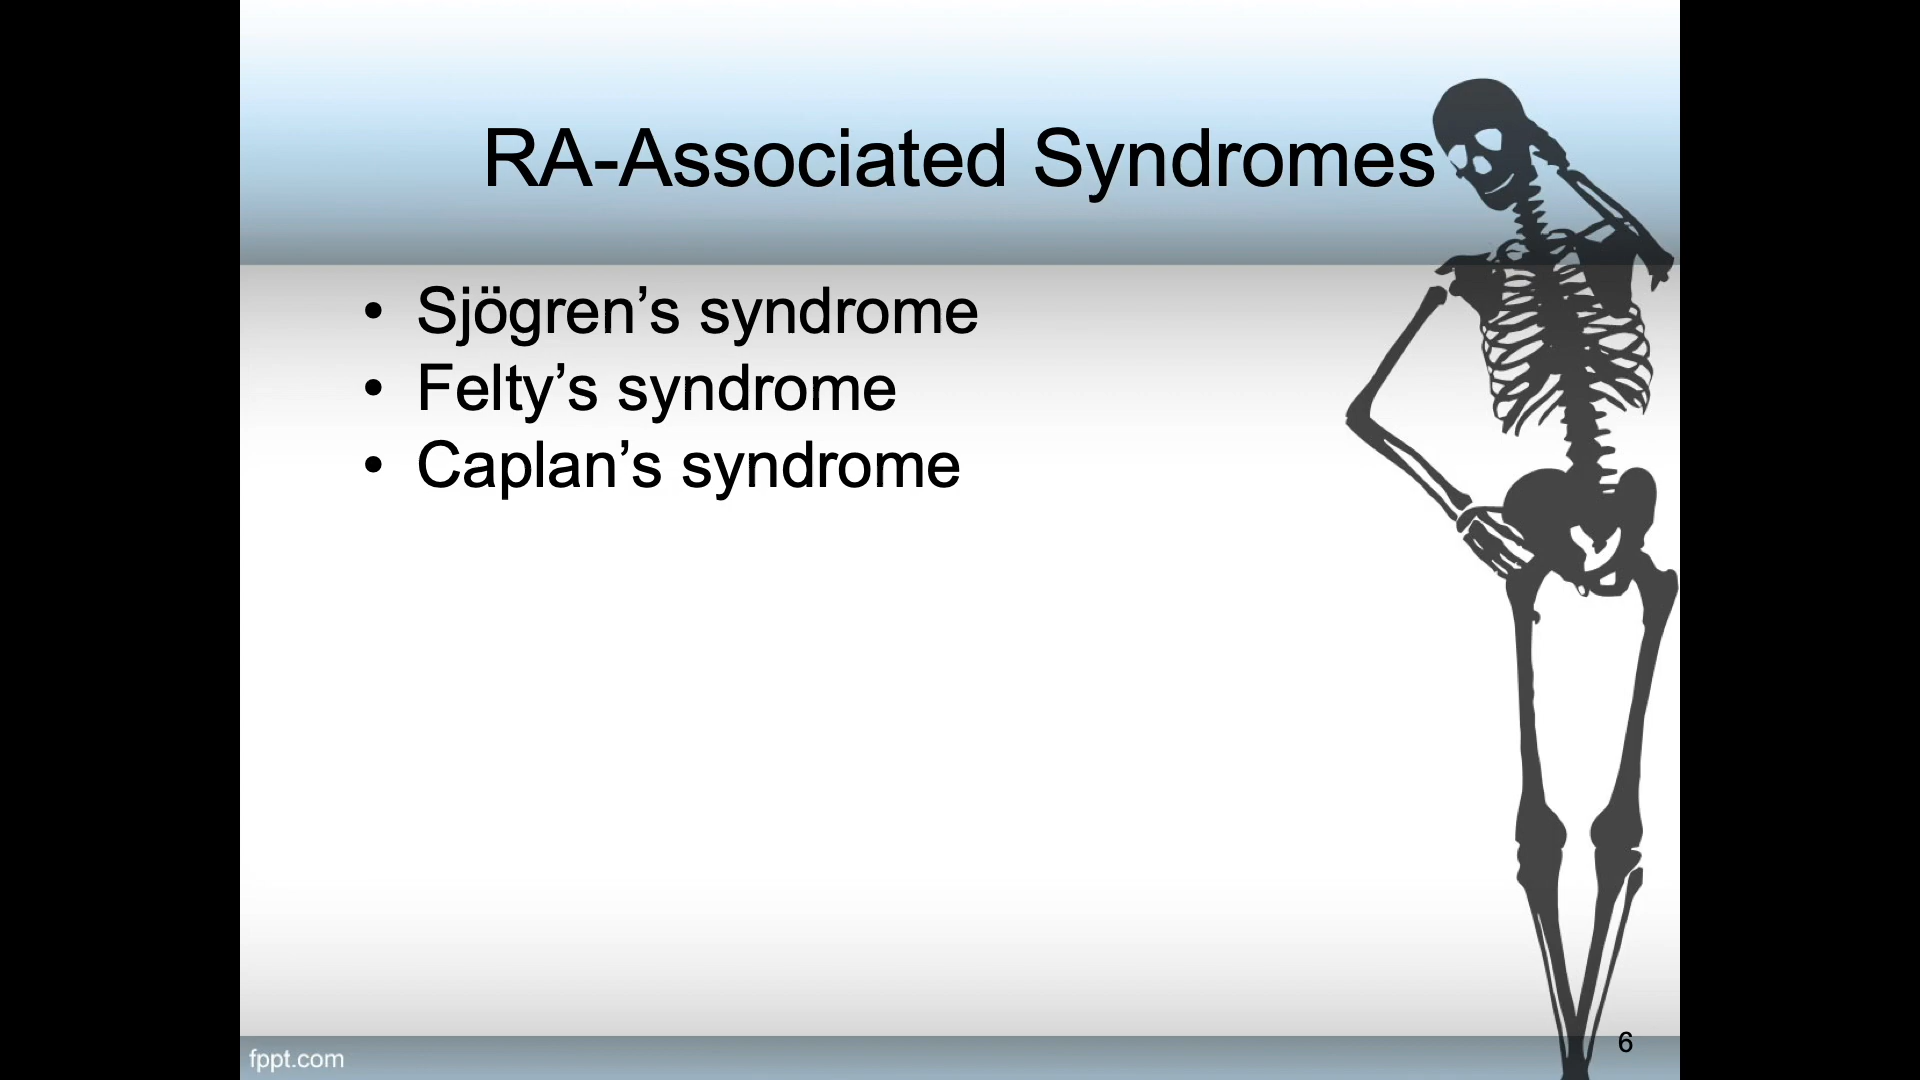 RA-Associated Syndromes
• Sjögren’s syndrome
• Felty’s syndrome
• Caplan’s syndrome
fppt.com
6